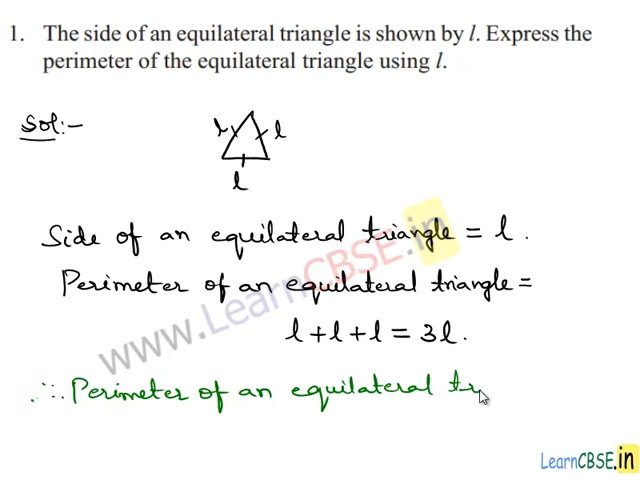 1. The side of an equilateral triangle is shown by l. Express the
perimeter of the equilateral triangle using l.
Sol:-
l l
l
Side of an equilateral triangle = l.
Perimeter of an equilateral triangle =
l + l + l = 3l.
∴ Perimeter of an equilateral tr
www.LearnCBSE.in
LearnCBSE.in